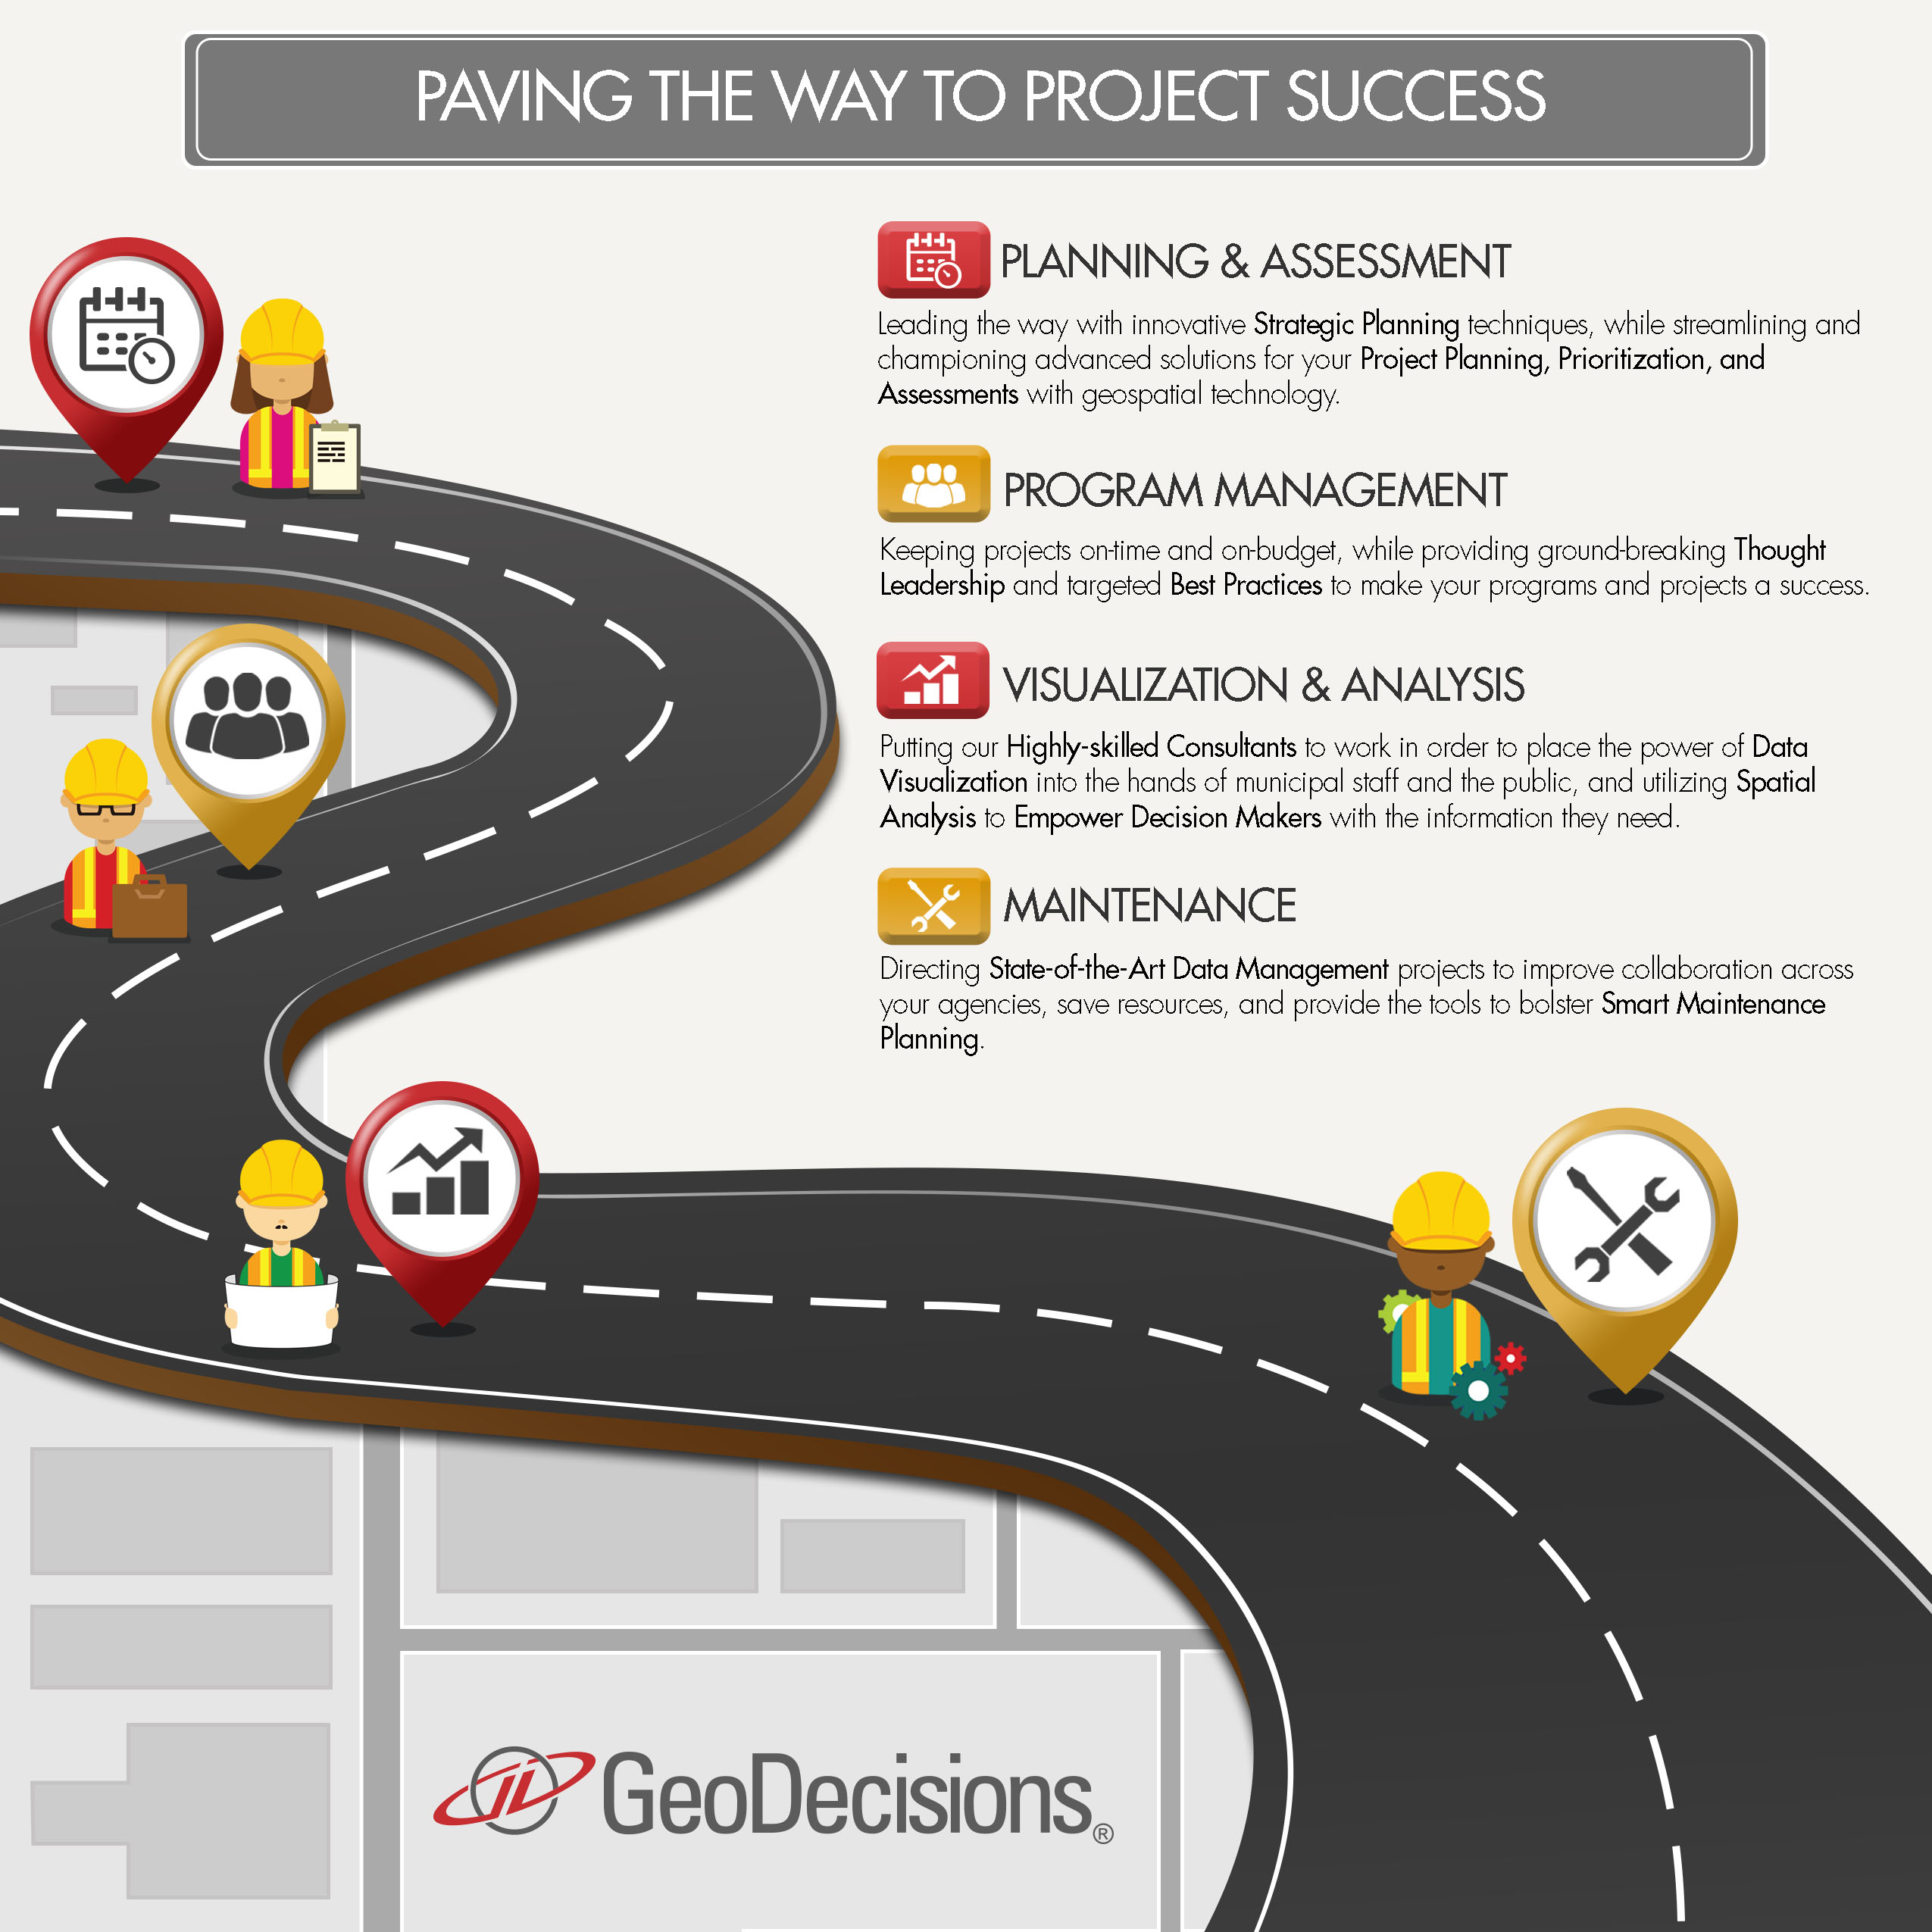 PAVING THE WAY TO PROJECT SUCCESS
PLANNING & ASSESSMENT
Leading the way with innovative Strategic Planning techniques, while streamlining and
championing advanced solutions for your Project Planning, Prioritization, and
Assessments with geospatial technology.
PROGRAM MANAGEMENT
Keeping projects on-time and on-budget, while providing ground-breaking Thought
Leadership and targeted Best Practices to make your programs and projects a success.
VISUALIZATION & ANALYSIS
Putting our Highly-skilled Consultants to work in order to place the power of Data
Visualization into the hands of municipal staff and the public, and utilizing Spatial
Analysis to Empower Decision Makers with the information they need.
MAINTENANCE
Directing State-of-the-Art Data Management projects to improve collaboration across
your agencies, save resources, and provide the tools to bolster Smart Maintenance
Planning.
GeoDecisions®